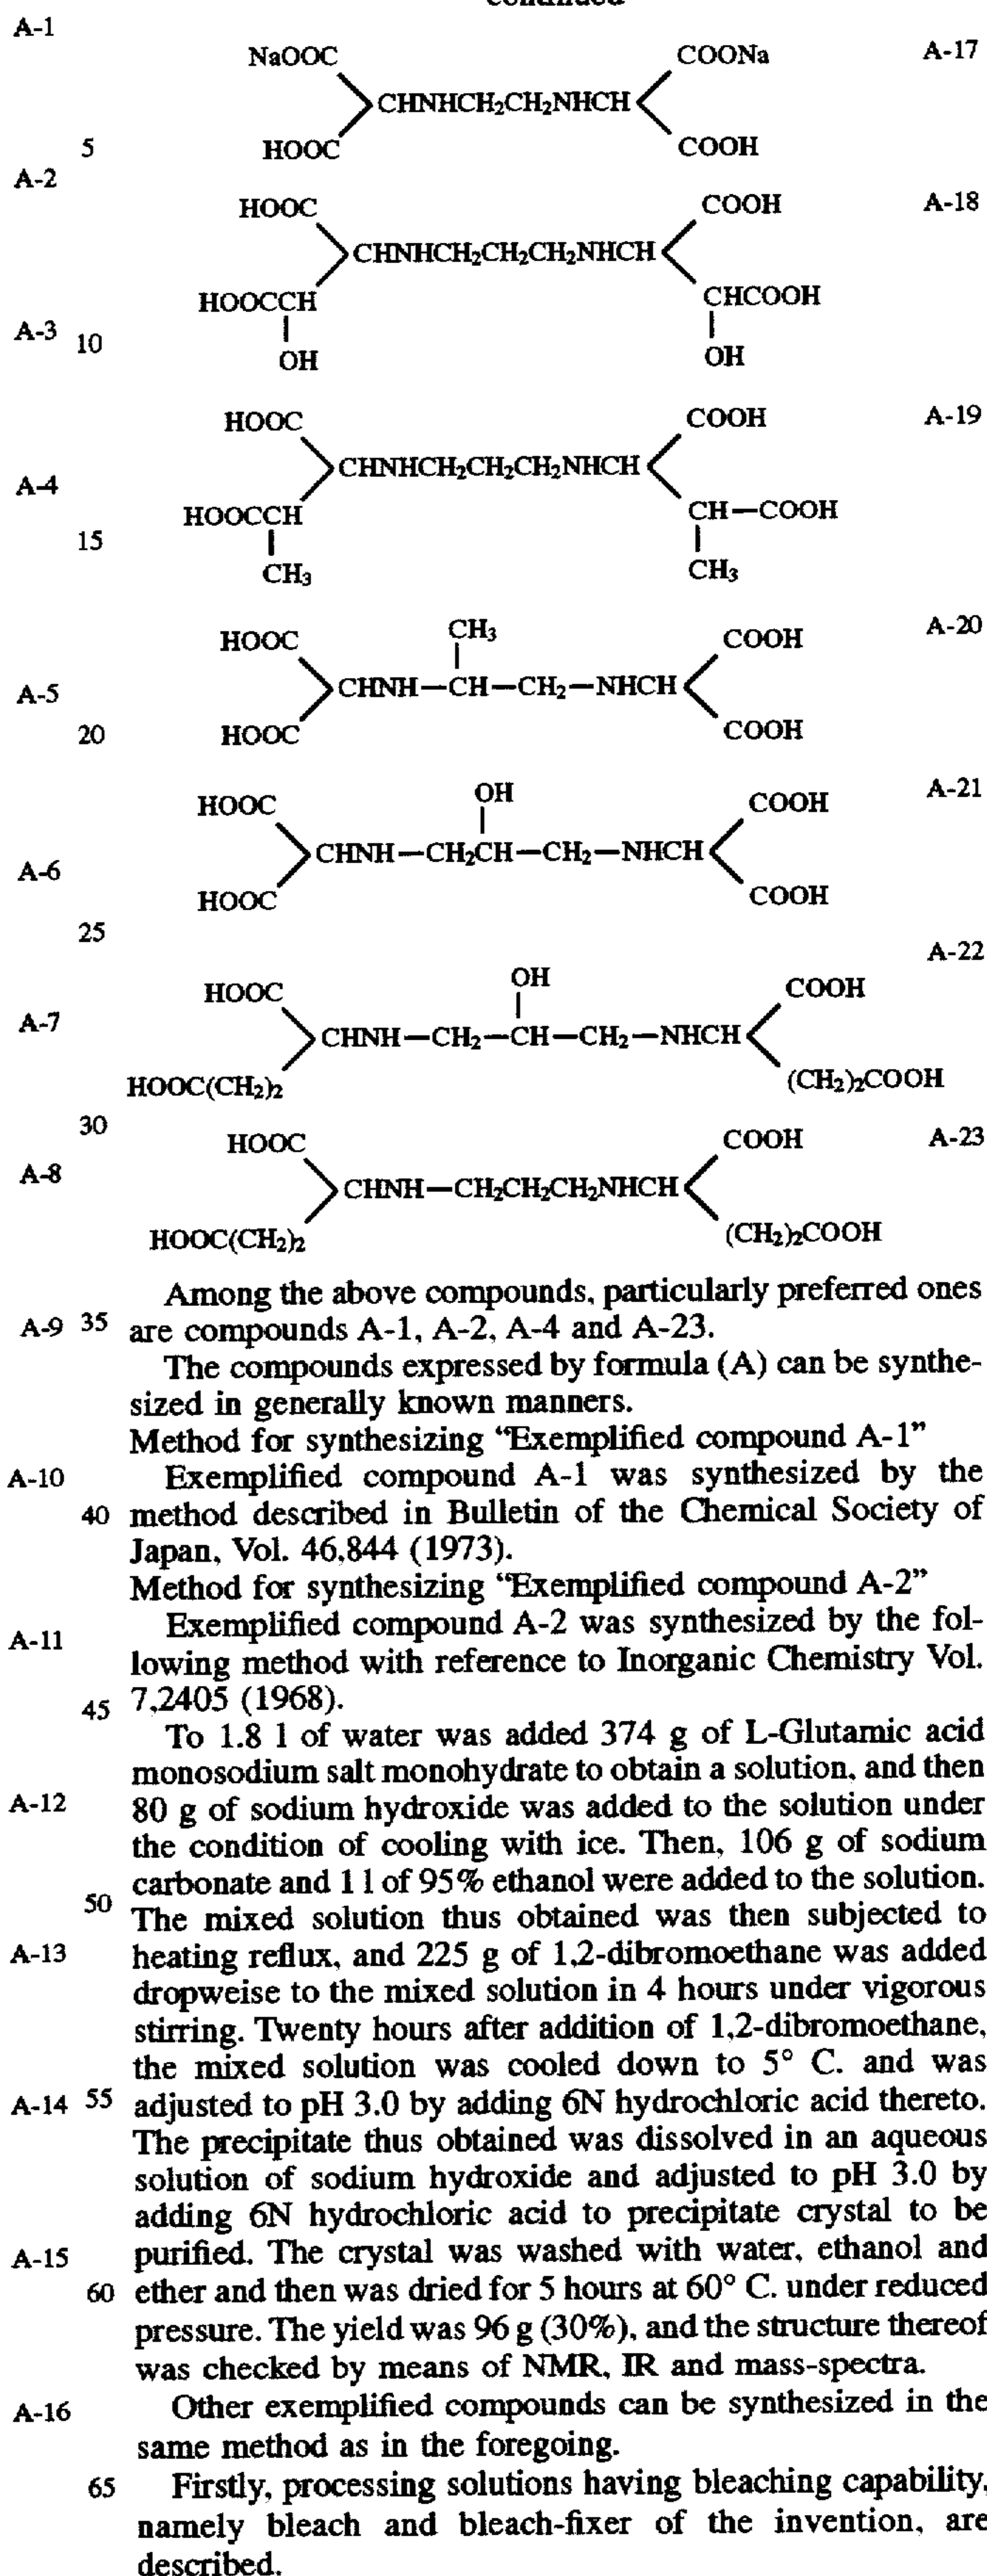 continued
A-1
NaOOC COONa A-17
CHNHCH₂CH₂NHCH
5 HOOC COOH
A-2
HOOC COOH A-18
CHNHCH₂CH₂CH₂NHCH
HOOCCH CHCOOH
A-3 10
OH OH
HOOC COOH A-19
CHNHCH₂CH₂CH₂NHCH
A-4
HOOCCH CH—COOH
15
CH₃ CH₃
CH₃
HOOC COOH A-20
A-5 CHNH—CH—CH₂—NHCH
20 HOOC COOH
OH A-21
HOOC COOH
CHNH—CH₂CH—CH₂—NHCH
A-6
HOOC COOH
25
A-22
OH
HOOC COOH
A-7 CHNH—CH₂—CH—CH₂—NHCH
HOOC(CH₂)₂ (CH₂)₂COOH
30
HOOC COOH A-23
A-8
CHNH—CH₂CH₂CH₂NHCH
HOOC(CH₂)₂ (CH₂)₂COOH
Among the above compounds, particularly preferred ones
A-9 35 are compounds A-1, A-2, A-4 and A-23.
The compounds expressed by formula (A) can be synthe-
sized in generally known manners.
Method for synthesizing “Exemplified compound A-1”
A-10 Exemplified compound A-1 was synthesized by the
40 method described in Bulletin of the Chemical Society of
Japan, Vol. 46,844 (1973).
Method for synthesizing “Exemplified compound A-2”
A-11 Exemplified compound A-2 was synthesized by the fol-
lowing method with reference to Inorganic Chemistry Vol.
45 7,2405 (1968).
To 1.8 l of water was added 374 g of L-Glutamic acid
monosodium salt monohydrate to obtain a solution, and then
A-12 80 g of sodium hydroxide was added to the solution under
the condition of cooling with ice. Then, 106 g of sodium
carbonate and 1 l of 95% ethanol were added to the solution.
50 The mixed solution thus obtained was then subjected to
A-13 heating reflux, and 225 g of 1,2-dibromoethane was added
dropweise to the mixed solution in 4 hours under vigorous
stirring. Twenty hours after addition of 1,2-dibromoethane,
the mixed solution was cooled down to 5° C. and was
A-14 55 adjusted to pH 3.0 by adding 6N hydrochloric acid thereto.
The precipitate thus obtained was dissolved in an aqueous
solution of sodium hydroxide and adjusted to pH 3.0 by
adding 6N hydrochloric acid to precipitate crystal to be
A-15 purified. The crystal was washed with water, ethanol and
60 ether and then was dried for 5 hours at 60° C. under reduced
pressure. The yield was 96 g (30%), and the structure thereof
was checked by means of NMR, IR and mass-spectra.
A-16 Other exemplified compounds can be synthesized in the
same method as in the foregoing.
65 Firstly, processing solutions having bleaching capability,
namely bleach and bleach-fixer of the invention, are
described.